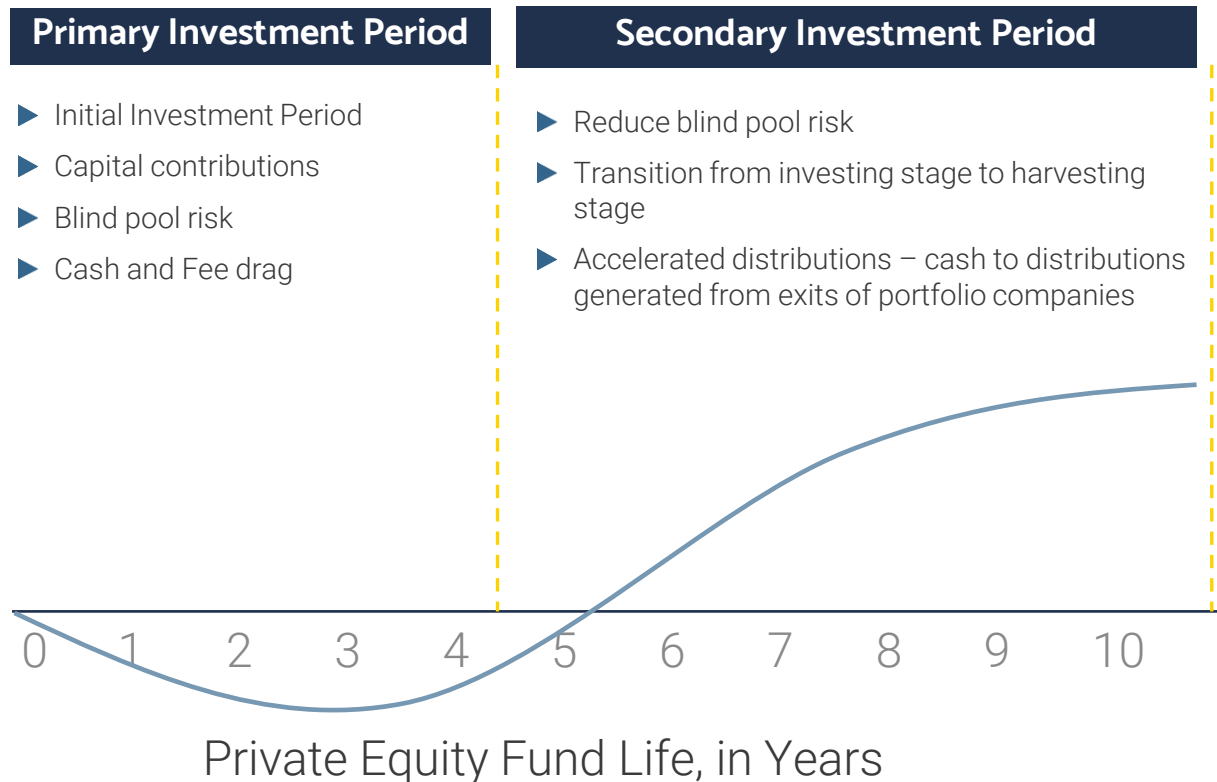 Primary Investment Period
Initial Investment Period
Capital contributions
Blind pool risk
Cash and Fee drag
Secondary Investment Period
Reduce blind pool risk
Transition from investing stage to harvesting
stage
Accelerated distributions – cash to distributions
generated from exits of portfolio companies
0 1 2 3 4 5 6 7 8 9 10
Private Equity Fund Life, in Years